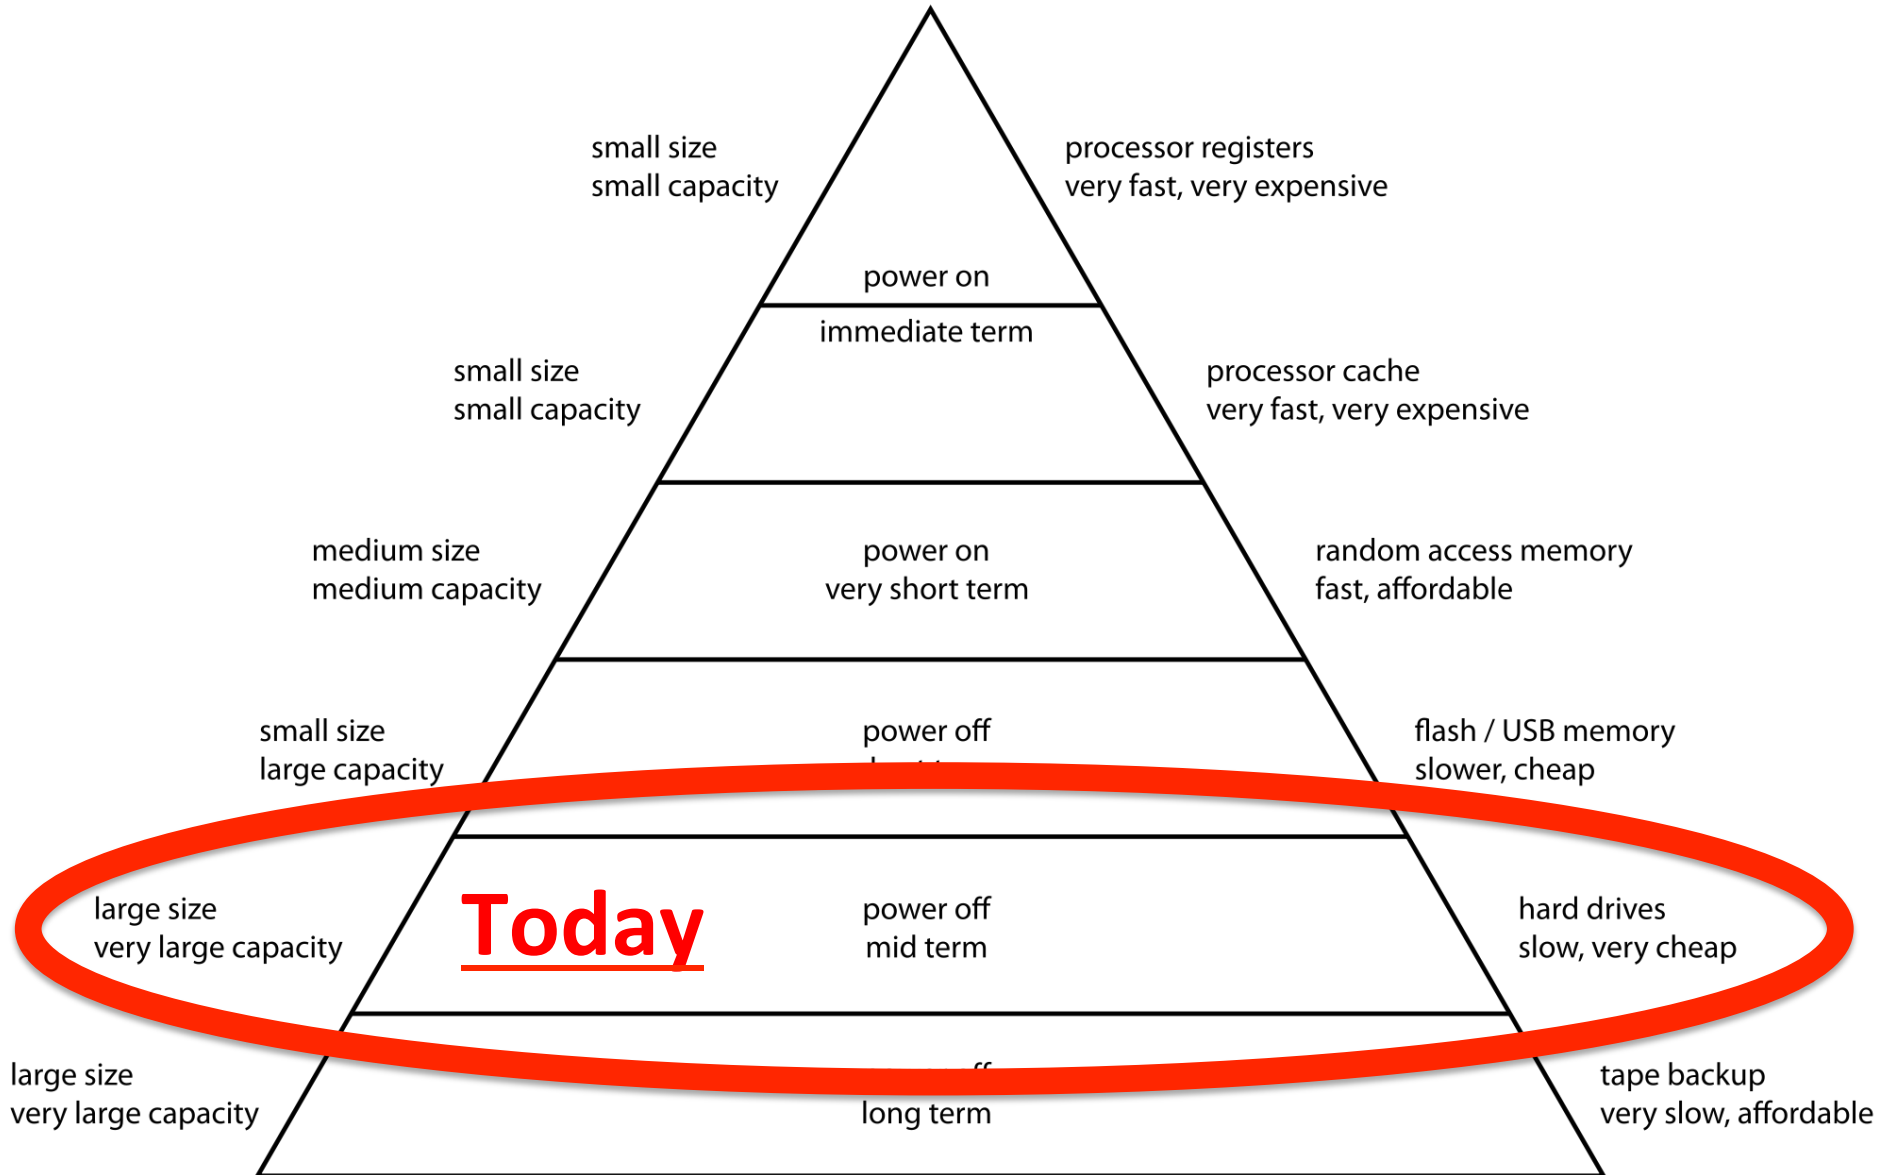 small size
small capacity
processor registers
very fast, very expensive
power on
immediate term
small size
small capacity
processor cache
very fast, very expensive
medium size
medium capacity
power on
very short term
random access memory
fast, affordable
small size
large capacity
power off
flash / USB memory
slower, cheap
large size
very large capacity
Today
power off
mid term
hard drives
slow, very cheap
large size
very large capacity
off
long term
tape backup
very slow, affordable